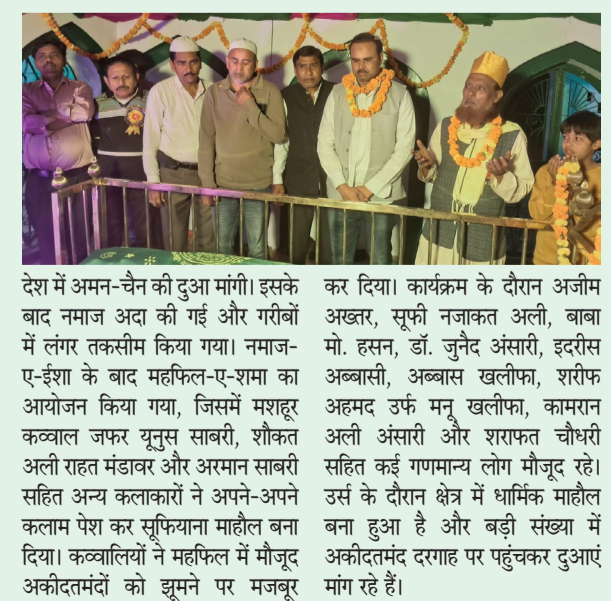 देश में अमन-चैन की दुआ मांगी। इसके
बाद नमाज अदा की गई और गरीबों
में लंगर तकसीम किया गया। नमाज-
ए-ईशा के बाद महफिल-ए-शमा का
आयोजन किया गया, जिसमें मशहूर
कव्वाल जफर यूनुस साबरी, शौकत
अली राहत मंडावर और अरमान साबरी
सहित अन्य कलाकारों ने अपने-अपने
कलाम पेश कर सूफियाना माहौल बना
दिया। कव्वालियों ने महफिल में मौजूद
अकीदतमंदों को झूमने पर मजबूर
कर दिया। कार्यक्रम के दौरान अजीम
अख्तर, सूफी नजाकत अली, बाबा
मो. हसन, डॉ. जुनैद अंसारी, इदरीस
अब्बासी, अब्बास खलीफा, शरीफ
अहमद उर्फ मनू खलीफा, कामरान
अली अंसारी और शराफत चौधरी
सहित कई गणमान्य लोग मौजूद रहे।
उर्स के दौरान क्षेत्र में धार्मिक माहौल
बना हुआ है और बड़ी संख्या में
अकीदतमंद दरगाह पर पहुंचकर दुआएं
मांग रहे हैं।